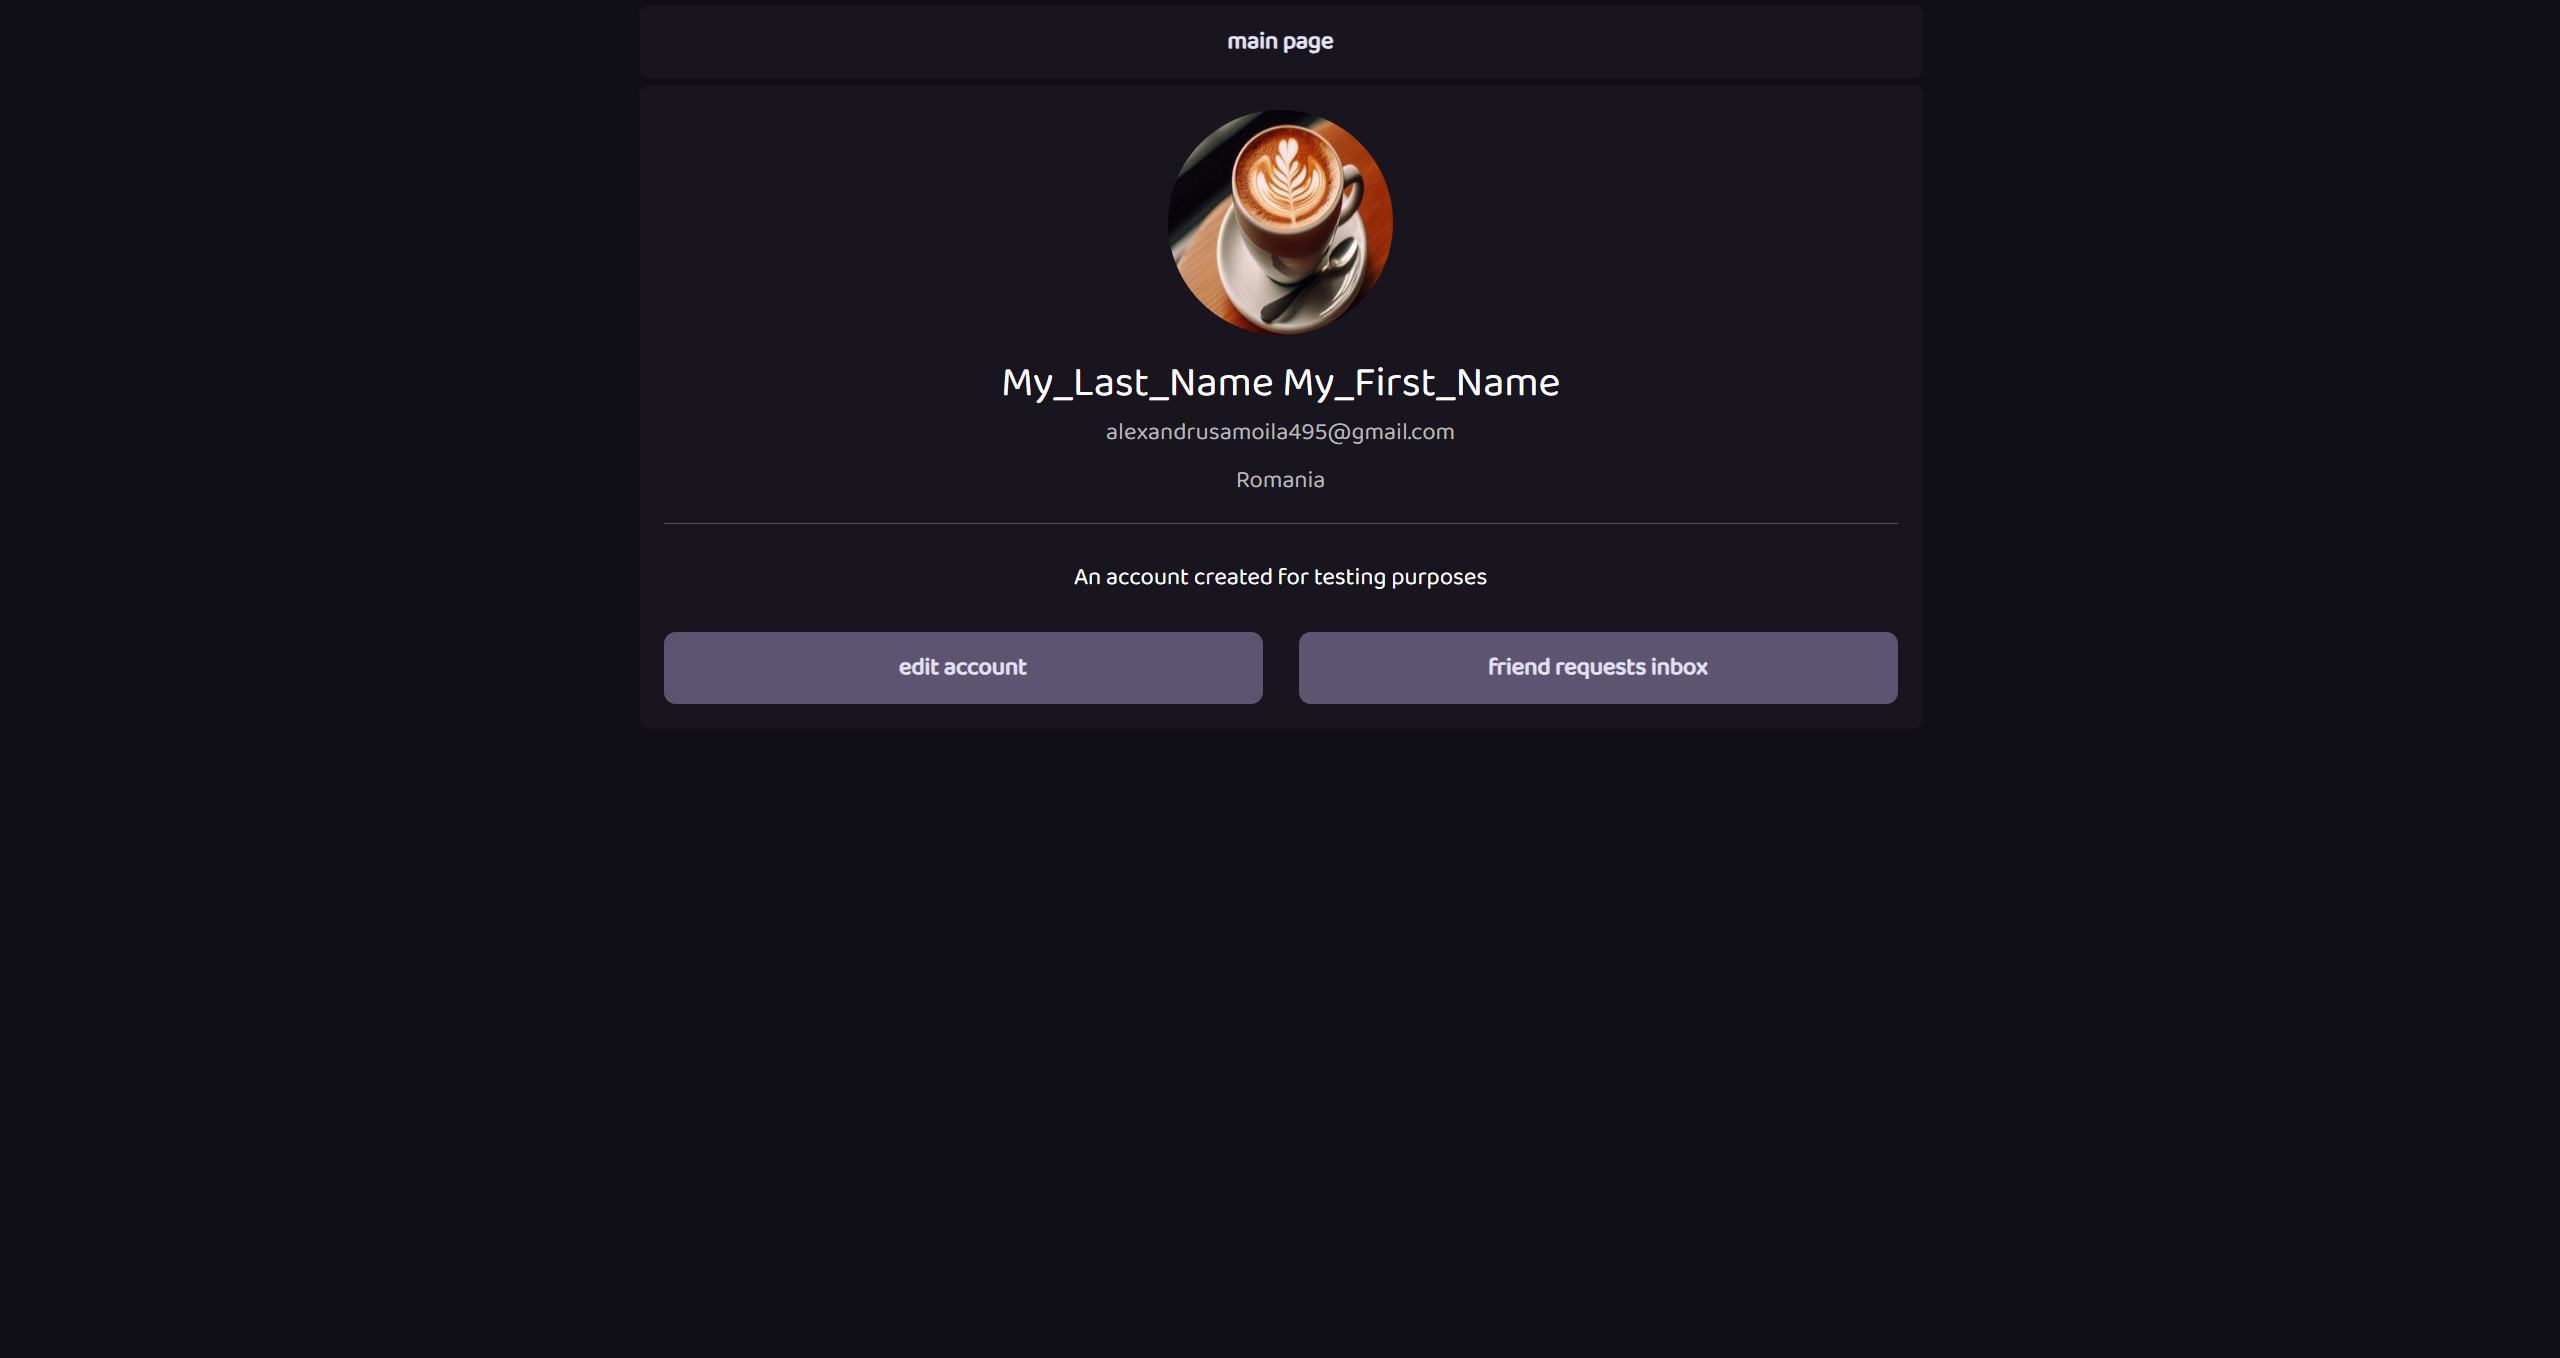 main page
My_Last_Name My_First_Name
alexandrusamoila495@gmail.com
Romania
An account created for testing purposes
edit account
friend requests inbox